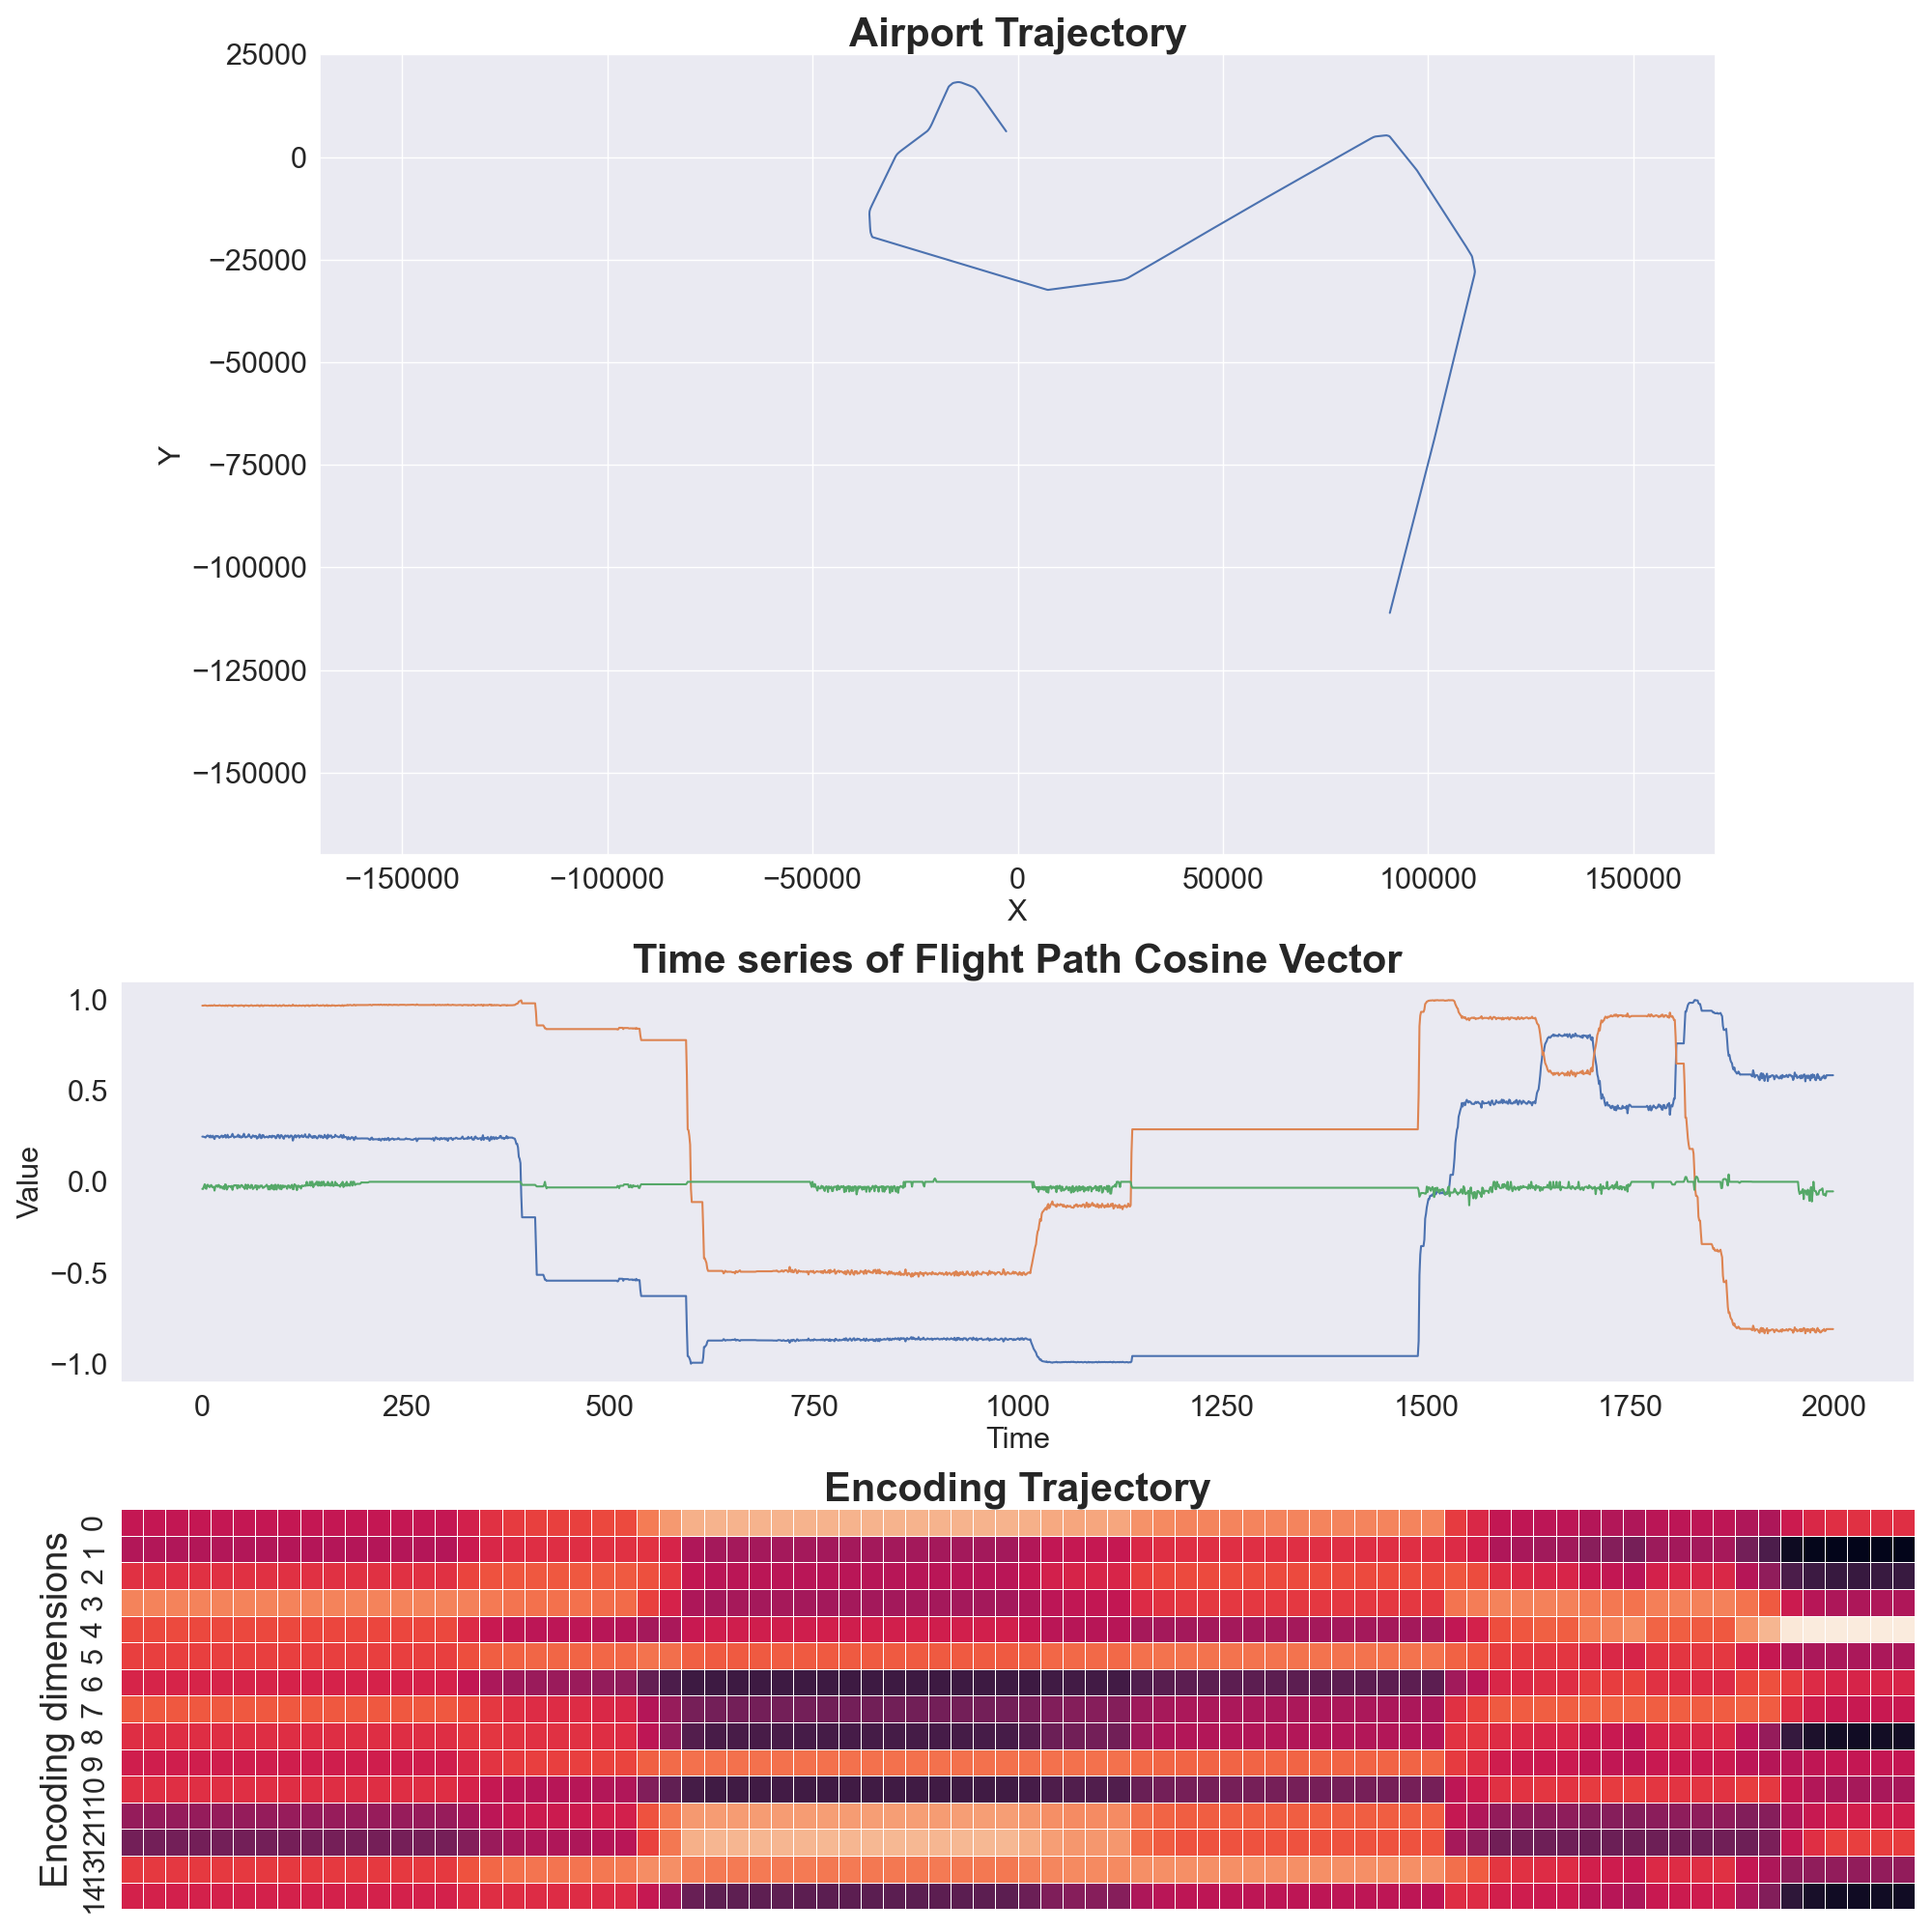 Airport Trajectory
25000
0
−25000
−50000
−75000
−100000
−125000
−150000
Y
−150000 −100000 −50000 0 50000 100000 150000
X
Time series of Flight Path Cosine Vector
1.0
0.5
0.0
−0.5
−1.0
Value
0 250 500 750 1000 1250 1500 1750 2000
Time
Encoding Trajectory
Encoding dimensions
0
1
2
3
4
5
6
7
8
9
10
11
12
13
14